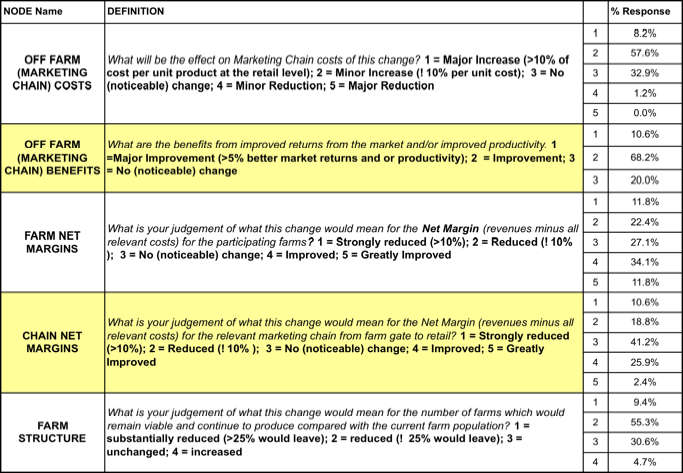 NODE Name DEFINITION % Response
OFF FARM (MARKETING CHAIN) COSTS
What will be the effect on Marketing Chain costs of this change? 1 = Major Increase (>10% of
cost per unit product at the retail level); 2 = Minor Increase (! 10% per unit cost); 3 = No
(noticeable) change; 4 = Minor Reduction; 5 = Major Reduction
1 8.2%
2 57.6%
3 32.9%
4 1.2%
5 0.0%
OFF FARM (MARKETING CHAIN) BENEFITS
What are the benefits from improved returns from the market and/or improved productivity. 1
=Major Improvement (>5% better market returns and or productivity); 2 = Improvement; 3
= No (noticeable) change
1 10.6%
2 68.2%
3 20.0%
FARM NET MARGINS
What is your judgement of what this change would mean for the Net Margin (revenues minus all
relevant costs) for the participating farms? 1 = Strongly reduced (>10%); 2 = Reduced (! 10%
); 3 = No (noticeable) change; 4 = Improved; 5 = Greatly Improved
1 11.8%
2 22.4%
3 27.1%
4 34.1%
5 11.8%
CHAIN NET MARGINS
What is your judgement of what this change would mean for the Net Margin (revenues minus all
relevant costs) for the relevant marketing chain from farm gate to retail? 1 = Strongly reduced
(>10%); 2 = Reduced (! 10% ); 3 = No (noticeable) change; 4 = Improved; 5 = Greatly
Improved
1 10.6%
2 18.8%
3 41.2%
4 25.9%
5 2.4%
FARM STRUCTURE
What is your judgement of what this change would mean for the number of farms which would
remain viable and continue to produce compared with the current farm population? 1 =
substantially reduced (>25% would leave); 2 = reduced (! 25% would leave); 3 =
unchanged; 4 = increased
1 9.4%
2 55.3%
3 30.6%
4 4.7%